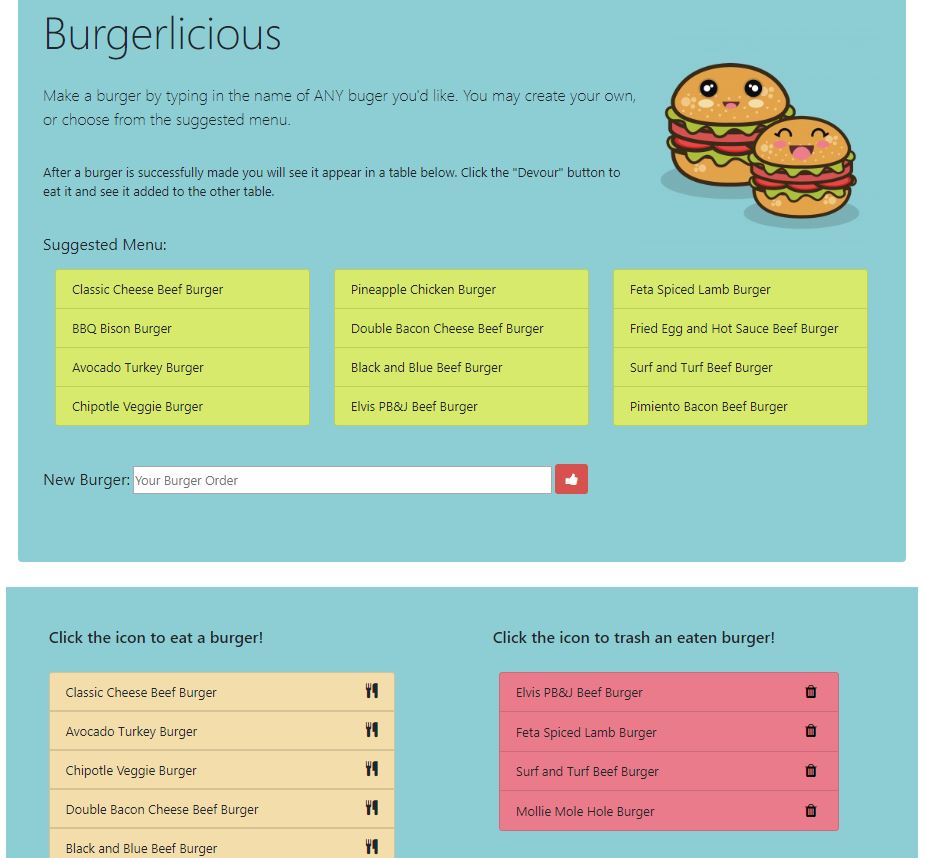 Burgerlicious
Make a burger by typing in the name of ANY buger you'd like. You may create your own,
or choose from the suggested menu.
After a burger is successfully made you will see it appear in a table below. Click the "Devour" button to
eat it and see it added to the other table.
Suggested Menu:
Classic Cheese Beef Burger
BBQ Bison Burger
Avocado Turkey Burger
Chipotle Veggie Burger
Pineapple Chicken Burger
Double Bacon Cheese Beef Burger
Black and Blue Beef Burger
Elvis PB&J Beef Burger
Feta Spiced Lamb Burger
Fried Egg and Hot Sauce Beef Burger
Surf and Turf Beef Burger
Pimiento Bacon Beef Burger
New Burger: Your Burger Order
Click the icon to eat a burger!
Classic Cheese Beef Burger
Avocado Turkey Burger
Chipotle Veggie Burger
Double Bacon Cheese Beef Burger
Black and Blue Beef Burger
Click the icon to trash an eaten burger!
Elvis PB&J Beef Burger
Feta Spiced Lamb Burger
Surf and Turf Beef Burger
Mollie Mole Hole Burger